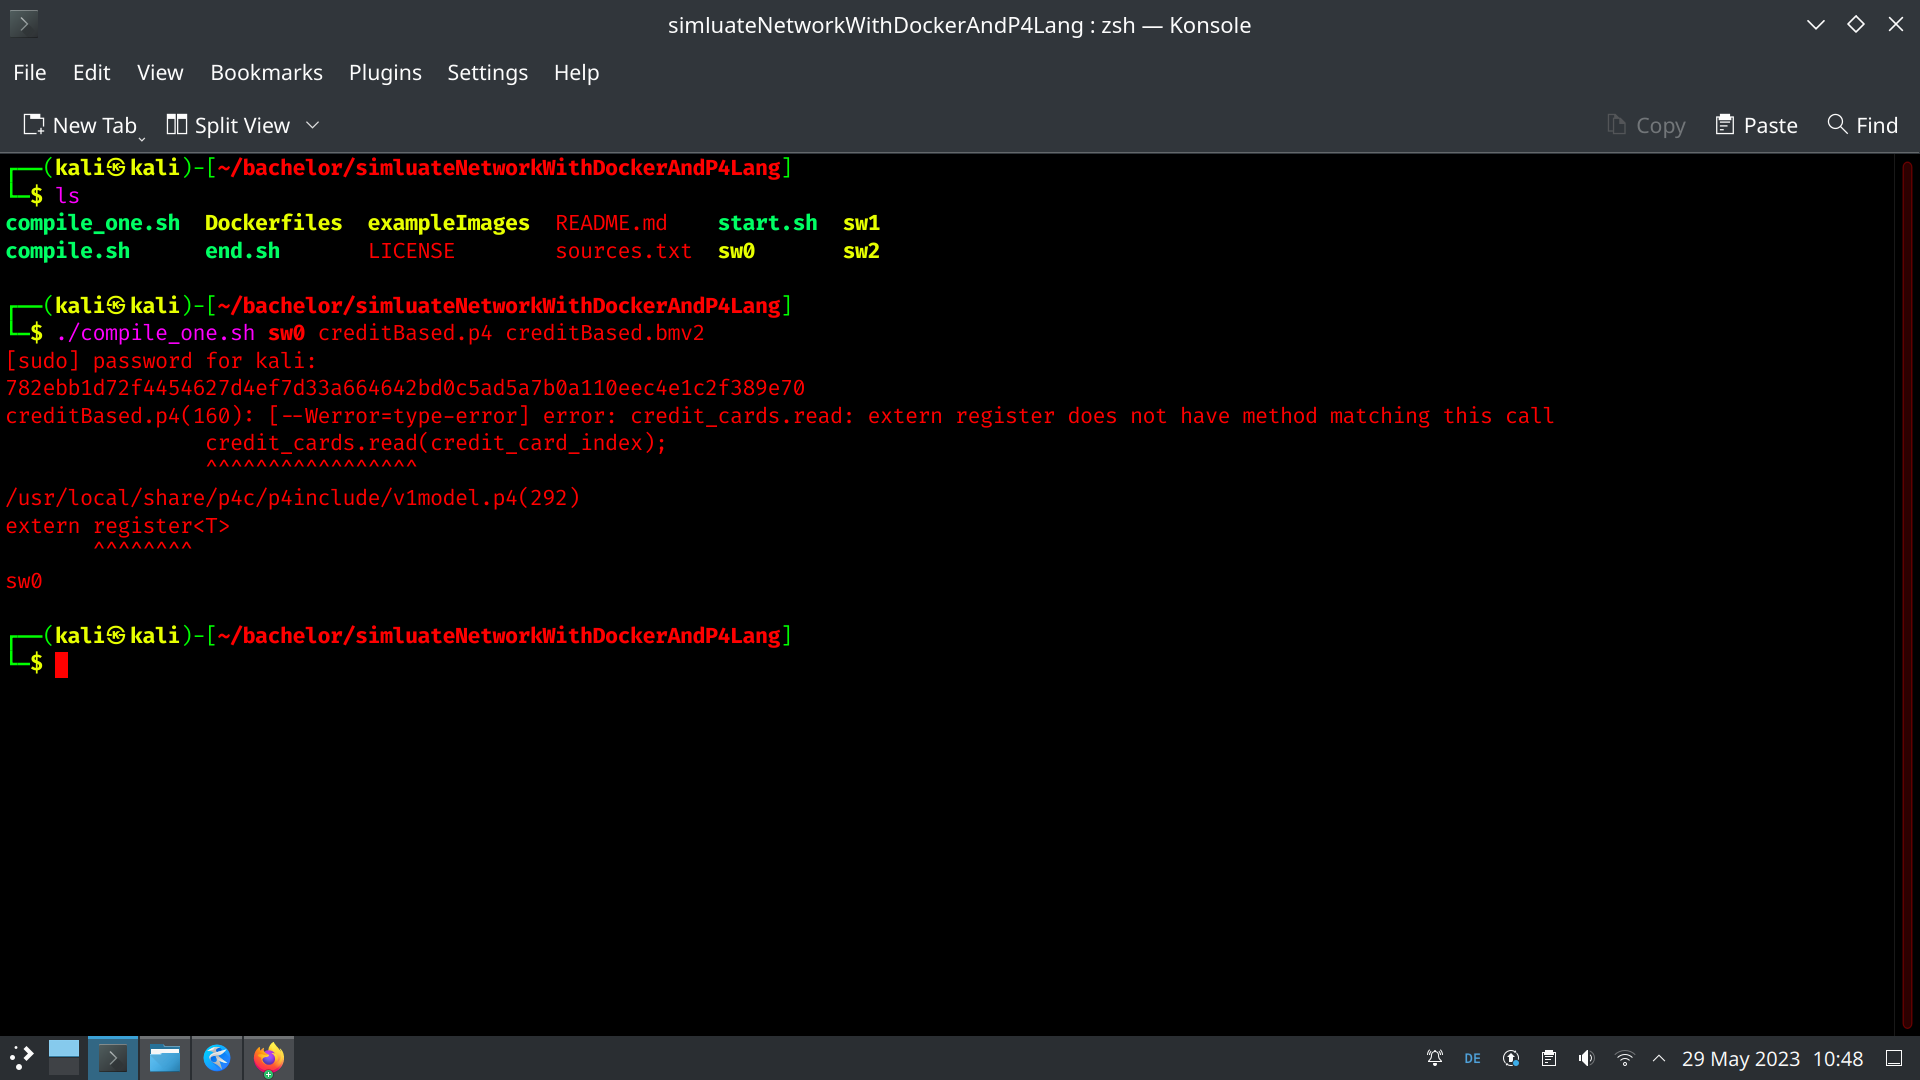 simluateNetworkWithDockerAndP4Lang : zsh — Konsole
File Edit View Bookmarks Plugins Settings Help
New Tab Split View Copy Paste Find
┌──(kali㉿kali)-[~/bachelor/simluateNetworkWithDockerAndP4Lang]
└─$ ls
compile_one.sh Dockerfiles exampleImages README.md start.sh sw1
compile.sh end.sh LICENSE sources.txt sw0 sw2
┌──(kali㉿kali)-[~/bachelor/simluateNetworkWithDockerAndP4Lang]
└─$ ./compile_one.sh sw0 creditBased.p4 creditBased.bmv2
[sudo] password for kali:
782ebb1d72f4454627d4ef7d33a664642bd0c5ad5a7b0a110eec4e1c2f389e70
creditBased.p4(160): [--Werror=type-error] error: credit_cards.read: extern register does not have method matching this call
credit_cards.read(credit_card_index);
^^^^^^^^^^^^^^^^^
/usr/local/share/p4c/p4include/v1model.p4(292)
extern register<T>
^^^^^^^^
sw0
┌──(kali㉿kali)-[~/bachelor/simluateNetworkWithDockerAndP4Lang]
└─$
DE 29 May 2023 10:48